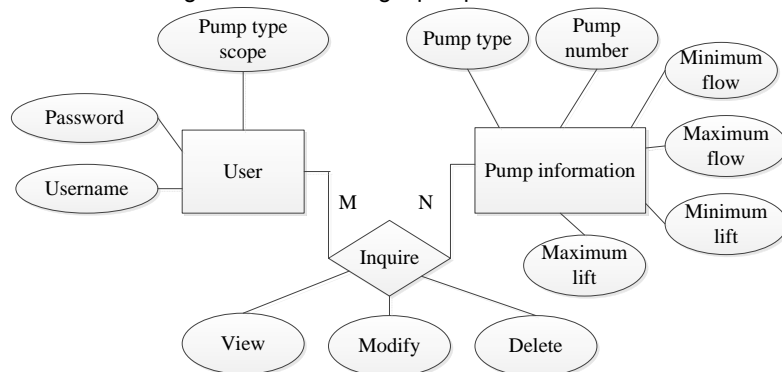 Pump type
scope
Pump type
Pump
number
Minimum
flow
Password
Maximum
flow
User
Pump information
Username
M
N
Minimum
lift
Inquire
Maximum
lift
View
Modify
Delete